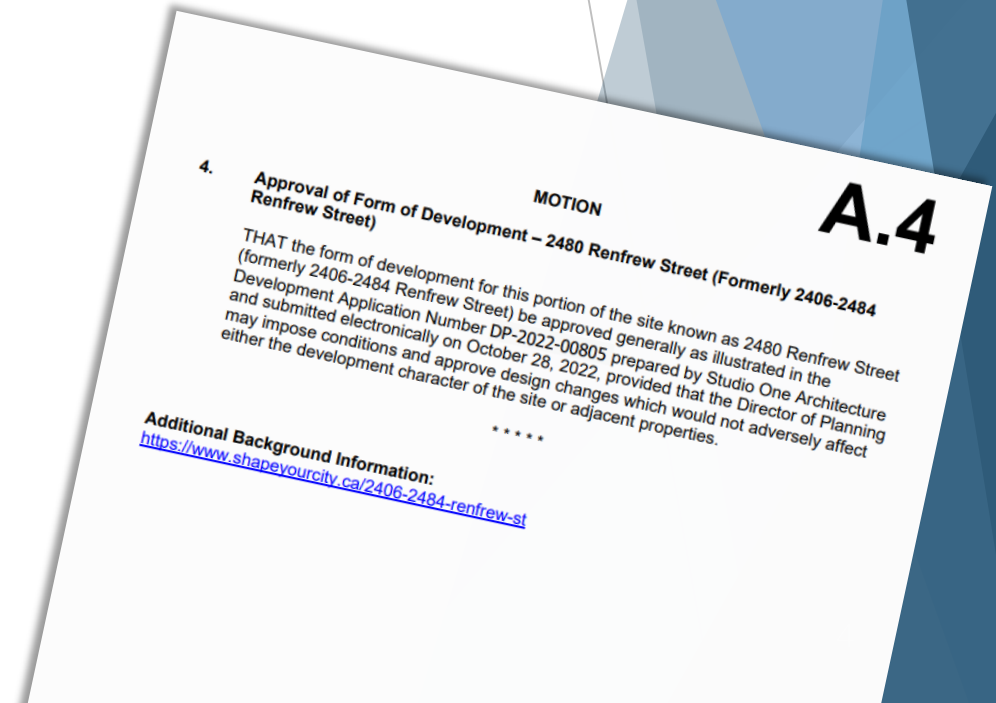 A.4
MOTION
4. Approval of Form of Development – 2480 Renfrew Street (Formerly 2406-2484
Renfrew Street)
THAT the form of development for this portion of the site known as 2480 Renfrew Street
(formerly 2406-2484 Renfrew Street) be approved generally as illustrated in the
Development Application Number DP-2022-00805 prepared by Studio One Architecture
and submitted electronically on October 28, 2022, provided that the Director of Planning
may impose conditions and approve design changes which would not adversely affect
either the development character of the site or adjacent properties.
* * * * *
Additional Background Information:
https://www.shapeyourcity.ca/2406-2484-renfrew-st